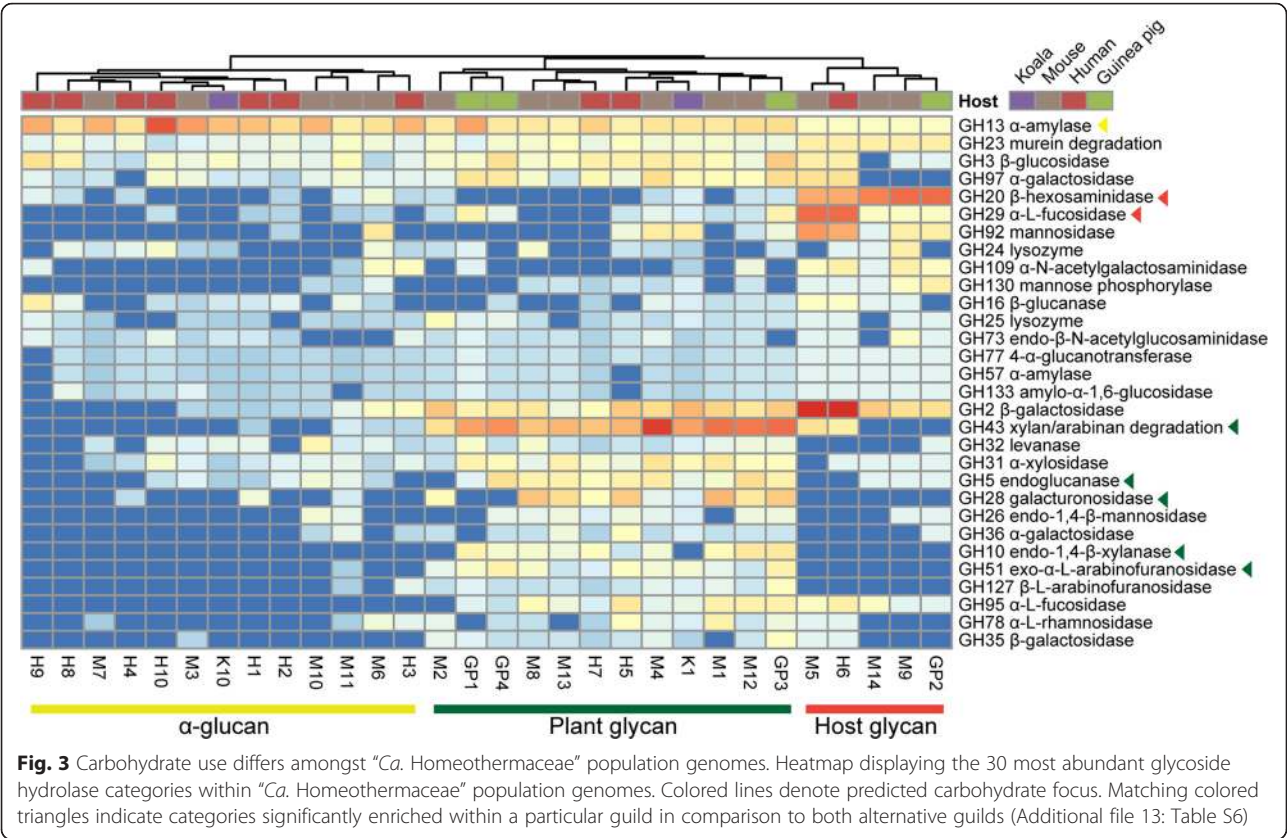 Koala
Mouse
Human
Guinea pig
Host
GH13 α-amylase
GH23 murein degradation
GH3 β-glucosidase
GH97 α-galactosidase
GH20 β-hexosaminidase
GH29 α-L-fucosidase
GH92 mannosidase
GH24 lysozyme
GH109 α-N-acetylgalactosaminidase
GH130 mannose phosphorylase
GH16 β-glucanase
GH25 lysozyme
GH73 endo-β-N-acetylglucosaminidase
GH77 4-α-glucanotransferase
GH57 α-amylase
GH133 amylo-α-1,6-glucosidase
GH2 β-galactosidase
GH43 xylan/arabinan degradation
GH32 levanase
GH31 α-xylosidase
GH5 endoglucanase
GH28 galacturonosidase
GH26 endo-1,4-β-mannosidase
GH36 α-galactosidase
GH10 endo-1,4-β-xylanase
GH51 exo-α-L-arabinofuranosidase
GH127 β-L-arabinofuranosidase
GH95 α-L-fucosidase
GH78 α-L-rhamnosidase
GH35 β-galactosidase
H9 H8 M7 H4 H10 M3 K10 H1 H2 M10 M11 M6 H3 M2 GP1 GP4 M8 M13 H7 H5 M4 K1 M1 M12 GP3 M5 H6 M14 M9 GP2
α-glucan Plant glycan Host glycan
Fig. 3 Carbohydrate use differs amongst “Ca. Homeothermaceae” population genomes. Heatmap displaying the 30 most abundant glycoside
hydrolase categories within “Ca. Homeothermaceae” population genomes. Colored lines denote predicted carbohydrate focus. Matching colored
triangles indicate categories significantly enriched within a particular guild in comparison to both alternative guilds (Additional file 13: Table S6)